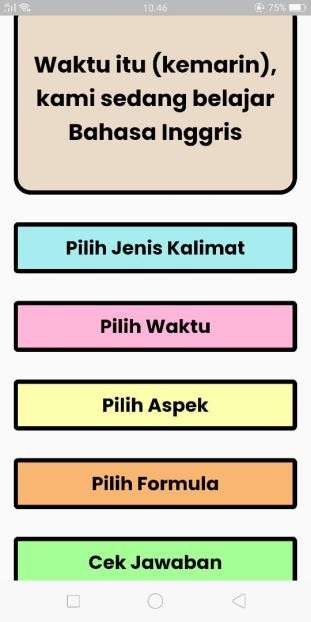 10.46
75%
Waktu itu (kemarin),
kami sedang belajar
Bahasa Inggris
Pilih Jenis Kalimat
Pilih Waktu
Pilih Aspek
Pilih Formula
Cek Jawaban